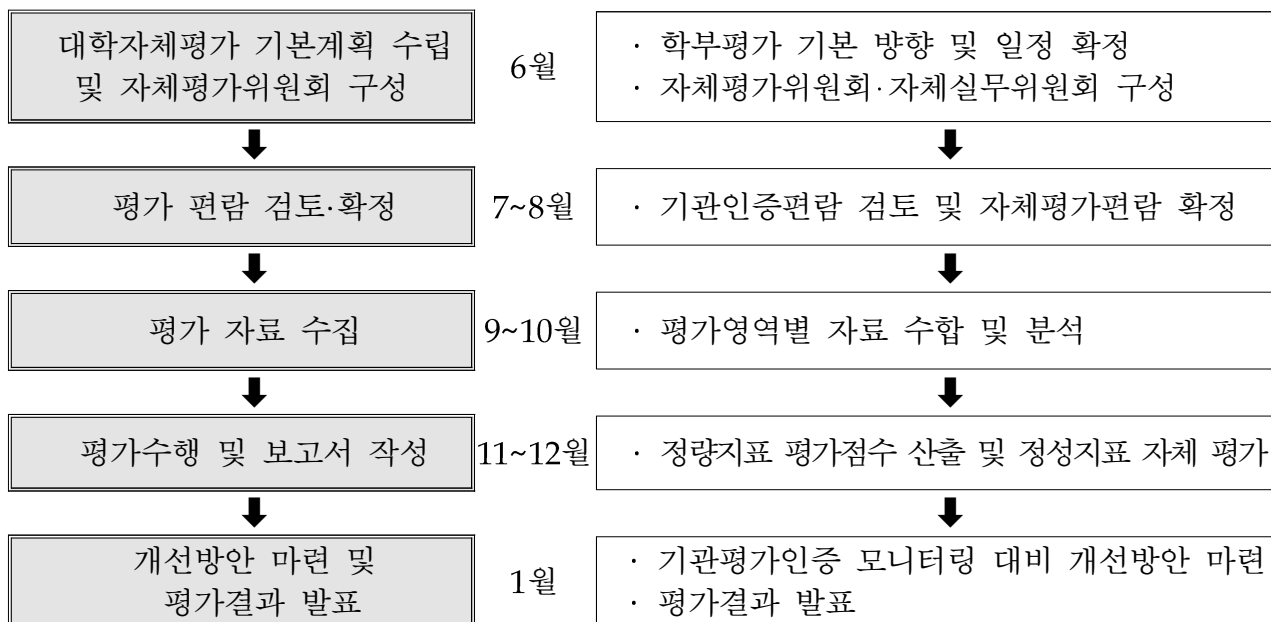 대학자체평가 기본계획 수립
및 자체평가위원회 구성
6월
· 학부평가 기본 방향 및 일정 확정
· 자체평가위원회·자체실무위원회 구성
평가 편람 검토·확정
7~8월
· 기관인증편람 검토 및 자체평가편람 확정
평가 자료 수집
9~10월
· 평가영역별 자료 수합 및 분석
평가수행 및 보고서 작성
11~12월
· 정량지표 평가점수 산출 및 정성지표 자체 평가
개선방안 마련 및
평가결과 발표
1월
· 기관평가인증 모니터링 대비 개선방안 마련
· 평가결과 발표